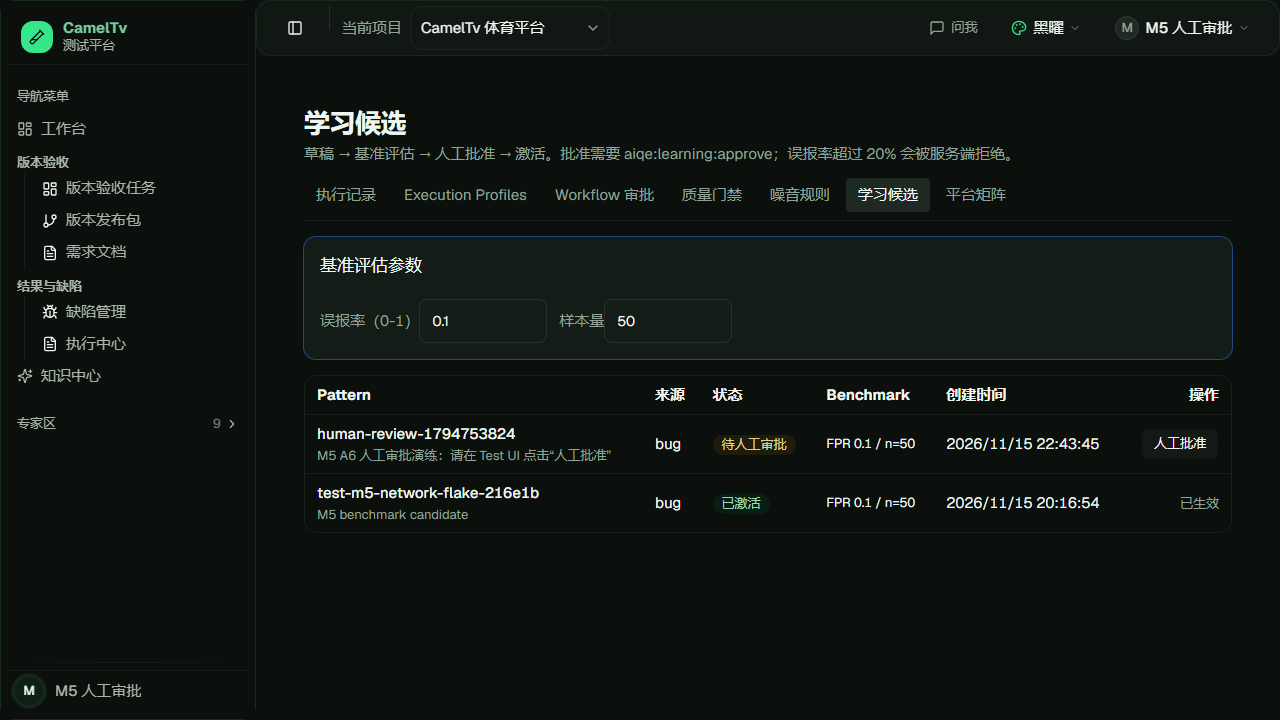 CamelTv
测试平台
当前项目
CamelTv 体育平台
问我
黑曜
M
M5 人工审批
导航菜单
工作台
版本验收
版本验收任务
版本发布包
需求文档
结果与缺陷
缺陷管理
执行中心
知识中心
专家区
9
M
M5 人工审批
学习候选
草稿 → 基准评估 → 人工批准 → 激活。批准需要 aiqe:learning:approve；误报率超过 20% 会被服务端拒绝。
执行记录
Execution Profiles
Workflow 审批
质量门禁
噪音规则
学习候选
平台矩阵
基准评估参数
误报率（0-1）
0.1
样本量
50
Pattern
来源
状态
Benchmark
创建时间
操作
human-review-1794753824
M5 A6 人工审批演练：请在 Test UI 点击“人工批准”
bug
待人工审批
FPR 0.1 / n=50
2026/11/15 22:43:45
人工批准
test-m5-network-flake-216e1b
M5 benchmark candidate
bug
已激活
FPR 0.1 / n=50
2026/11/15 20:16:54
已生效